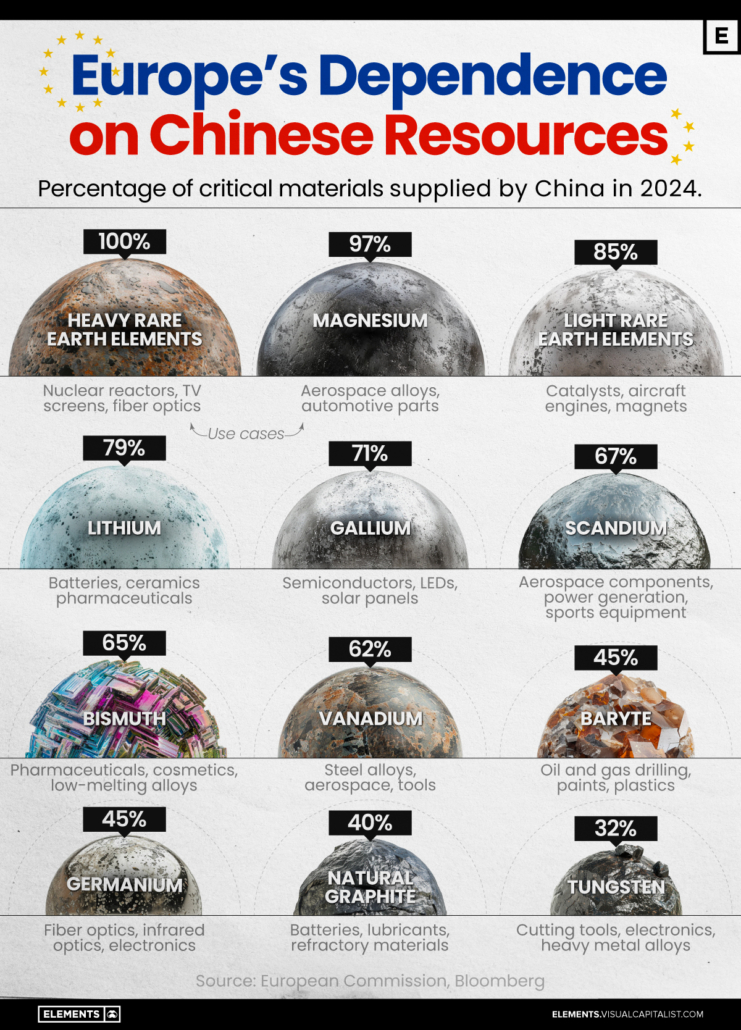 E
Europe’s Dependence
on Chinese Resources
Percentage of critical materials supplied by China in 2024.
100%
HEAVY RARE
EARTH ELEMENTS
Nuclear reactors, TV
screens, fiber optics
97%
MAGNESIUM
Aerospace alloys,
automotive parts
85%
LIGHT RARE
EARTH ELEMENTS
Catalysts, aircraft
engines, magnets
Use cases
79%
LITHIUM
Batteries, ceramics
pharmaceuticals
71%
GALLIUM
Semiconductors, LEDs,
solar panels
67%
SCANDIUM
Aerospace components,
power generation,
sports equipment
65%
BISMUTH
Pharmaceuticals, cosmetics,
low-melting alloys
62%
VANADIUM
Steel alloys,
aerospace, tools
45%
BARYTE
Oil and gas drilling,
paints, plastics
45%
GERMANIUM
Fiber optics, infrared
optics, electronics
40%
NATURAL
GRAPHITE
Batteries, lubricants,
refractory materials
32%
TUNGSTEN
Cutting tools, electronics,
heavy metal alloys
Source: European Commission, Bloomberg
ELEMENTS
ELEMENTS.VISUALCAPITALIST.COM